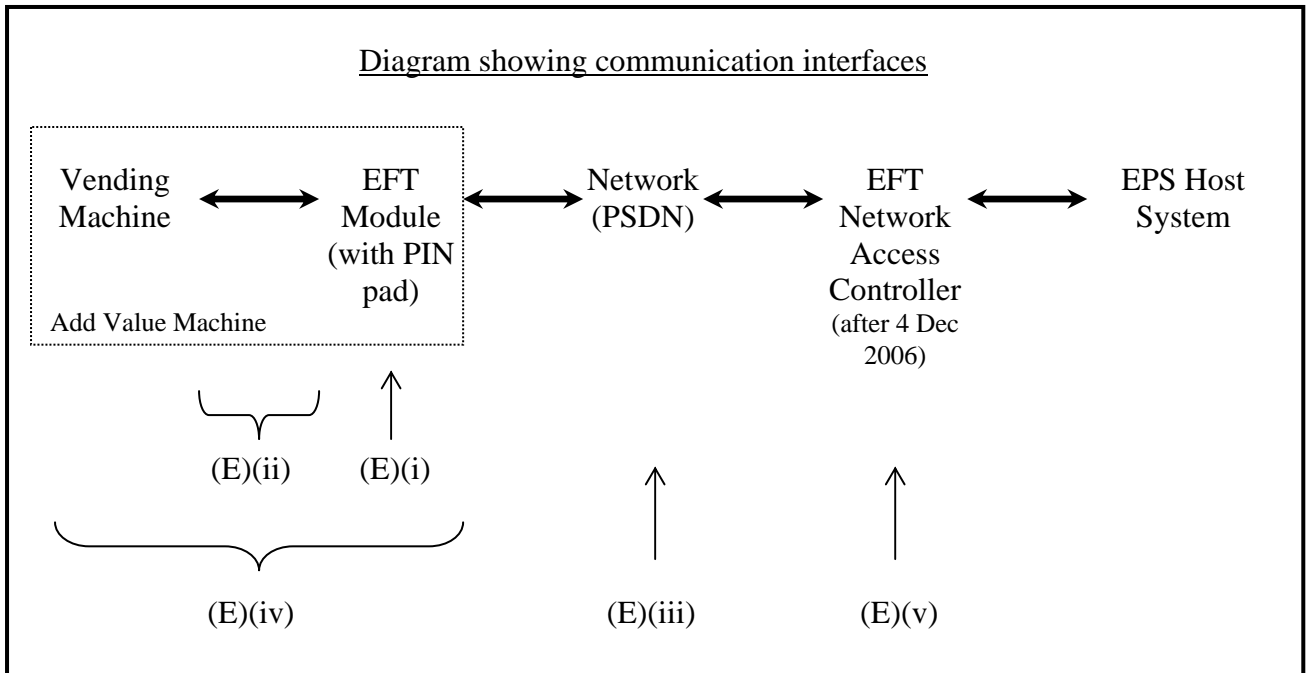 Diagram showing communication interfaces
Vending
Machine
EFT
Module
(with PIN
pad)
Network
(PSDN)
EFT
Network
Access
Controller
(after 4 Dec
2006)
EPS Host
System
Add Value Machine
(E)(ii)
(E)(i)
(E)(iv)
(E)(iii)
(E)(v)